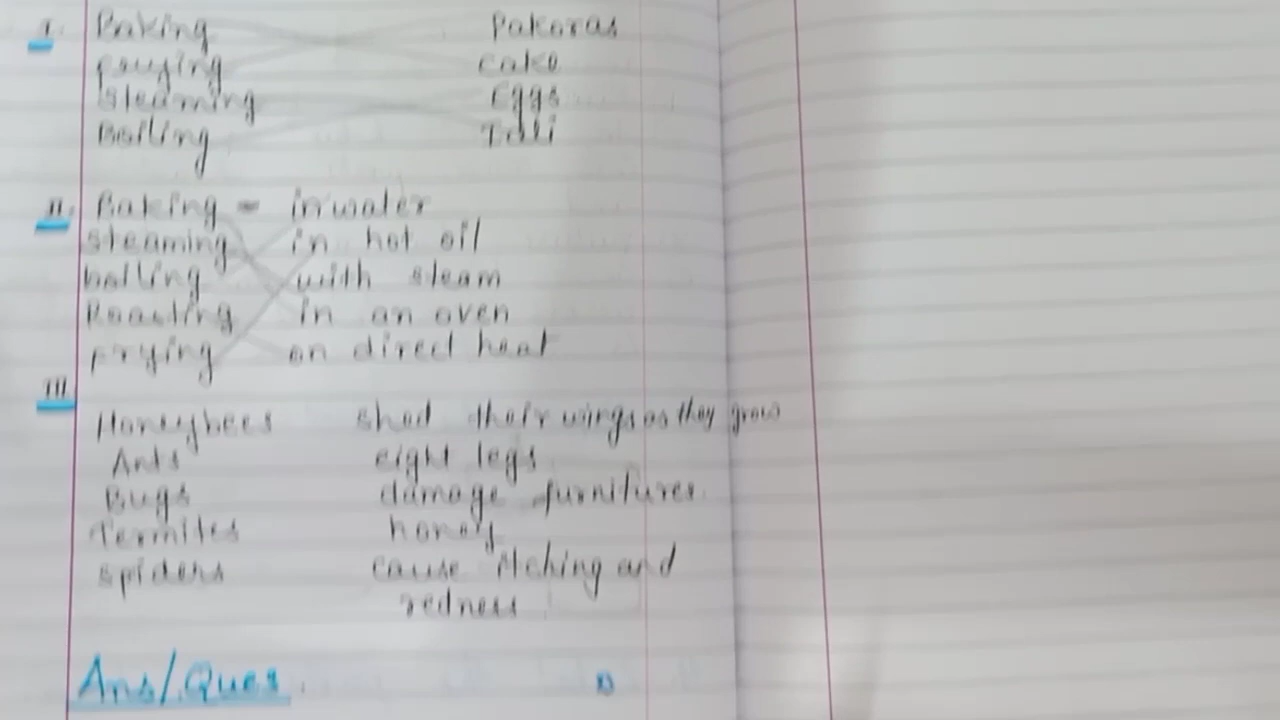 I. Baking Pakoras
fruying cake
steaming Eggs
Boiling Idli
II. Baking - in water
steaming in hot oil
boiling with steam
Roasting in an oven
frying on direct heat
III
Honeybees shed their wings as they grow
Ants eight legs
Bugs damage furnitures.
Termites honey
spiders cause itching and
redness
Ans/Ques